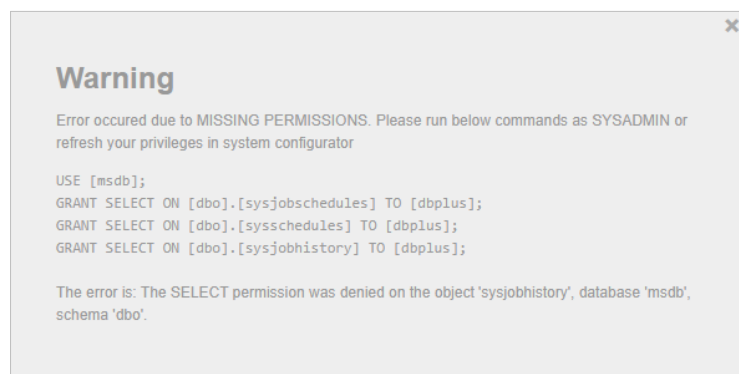 Warning
Error occured due to MISSING PERMISSIONS. Please run below commands as SYSADMIN or
refresh your privileges in system configurator
USE [msdb];
GRANT SELECT ON [dbo].[sysjobschedules] TO [dbplus];
GRANT SELECT ON [dbo].[sysschedules] TO [dbplus];
GRANT SELECT ON [dbo].[sysjobhistory] TO [dbplus];
The error is: The SELECT permission was denied on the object 'sysjobhistory', database 'msdb',
schema 'dbo'.